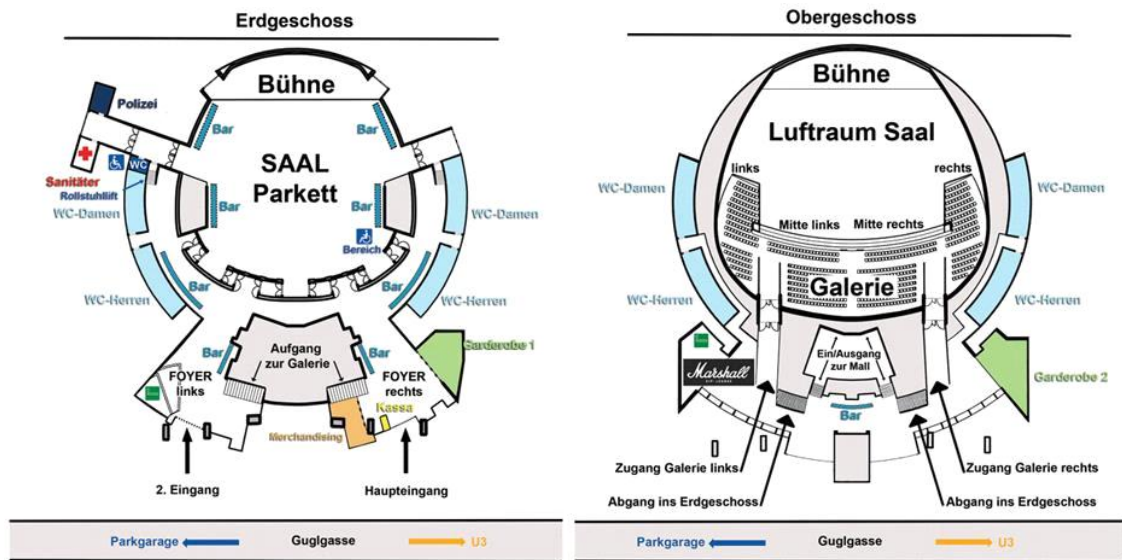 Erdgeschoss
Bühne
Polizei
Bar
Bar
SAAL
Parkett
WC
Sanitäter
Rollstuhllift
WC-Damen
Bar
Bar
WC-Damen
Bereich
WC-Herren
Bar
Bar
WC-Herren
Bar
Aufgang
zur Galerie
Bar
Garderobe 1
FOYER
links
FOYER
rechts
Kassa
Merchandising
2. Eingang
Haupteingang
Parkgarage
Guglgasse
U3
Obergeschoss
Bühne
Luftraum Saal
links
rechts
WC-Damen
WC-Damen
Mitte links
Mitte rechts
WC-Herren
Galerie
WC-Herren
Ein/Ausgang
zur Mall
Marshall
Garderobe 2
Bar
Zugang Galerie links
Zugang Galerie rechts
Abgang ins Erdgeschoss
Abgang ins Erdgeschoss
Parkgarage
Guglgasse
U3